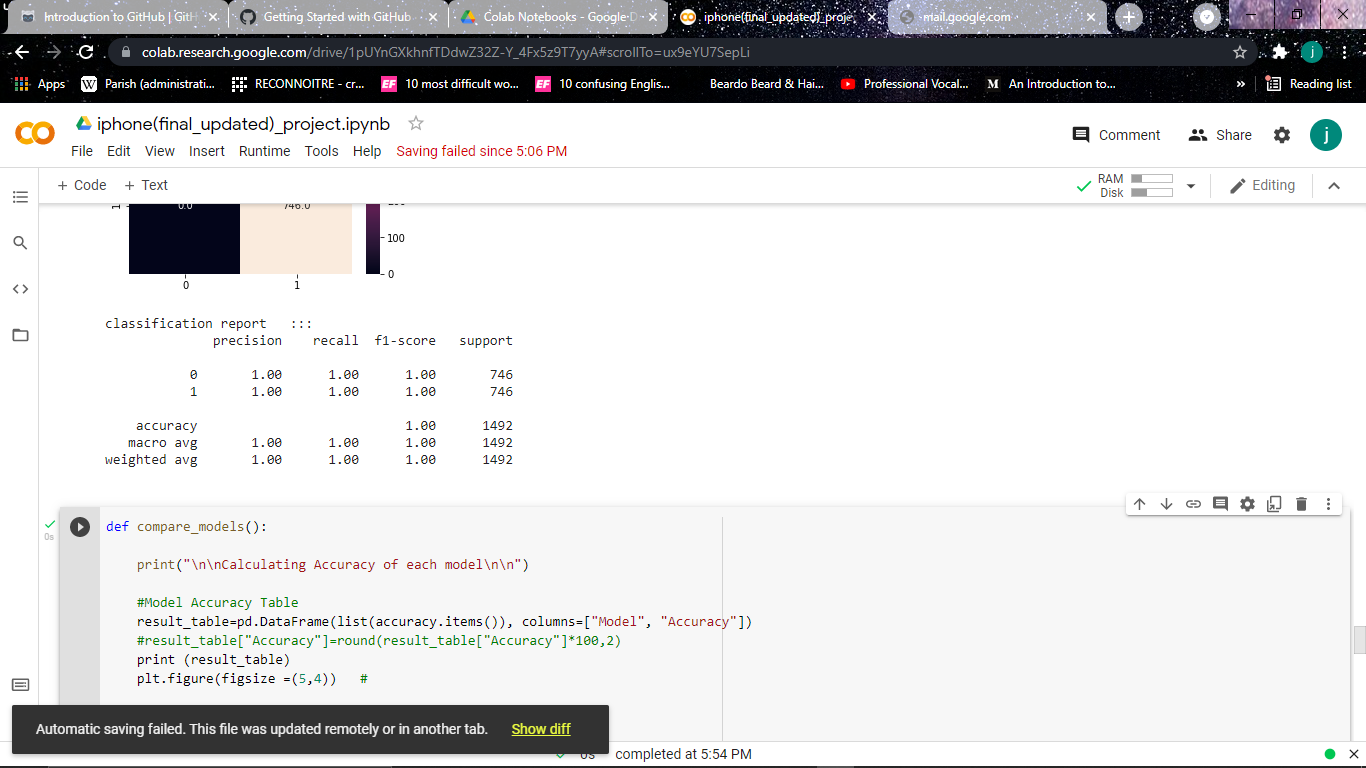 Introduction to GitHub | GitH
Getting Started with GitHub
Colab Notebooks - Google D
iphone(final_updated)_proje
mail.google.com
colab.research.google.com/drive/1pUYnGXkhnfTDdwZ32Z-Y_4Fx5z9T7yyA#scrollTo=ux9eYU7SepLi
j
Apps
W Parish (administrati...
RECONNOITRE - cr...
EF 10 most difficult wo...
EF 10 confusing Englis...
Beardo Beard & Hai...
Professional Vocal...
M An Introduction to...
»
Reading list
iphone(final_updated)_project.ipynb
Comment
Share
j
File Edit View Insert Runtime Tools Help Saving failed since 5:06 PM
+ Code + Text
RAM
Disk
Editing
0.0 746.0
100
0
0 1
classification report :::
precision recall f1-score support
0 1.00 1.00 1.00 746
1 1.00 1.00 1.00 746
accuracy 1.00 1492
macro avg 1.00 1.00 1.00 1492
weighted avg 1.00 1.00 1.00 1492
0s
def compare_models():
print("\n\nCalculating Accuracy of each model\n\n")
#Model Accuracy Table
result_table=pd.DataFrame(list(accuracy.items()), columns=["Model", "Accuracy"])
#result_table["Accuracy"]=round(result_table["Accuracy"]*100,2)
print (result_table)
plt.figure(figsize =(5,4)) #
Automatic saving failed. This file was updated remotely or in another tab. Show diff
0s completed at 5:54 PM